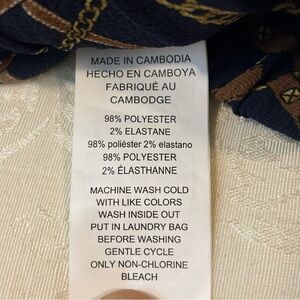 MADE IN CAMBODIA
HECHO EN CAMBOYA
FABRIQUÉ AU
CAMBODGE
98% POLYESTER
2% ELASTANE
98% poliéster 2% elastano
98% POLYESTER
2% ÉLASTHANNE
MACHINE WASH COLD
WITH LIKE COLORS
WASH INSIDE OUT
PUT IN LAUNDRY BAG
BEFORE WASHING
GENTLE CYCLE
ONLY NON-CHLORINE
BLEACH